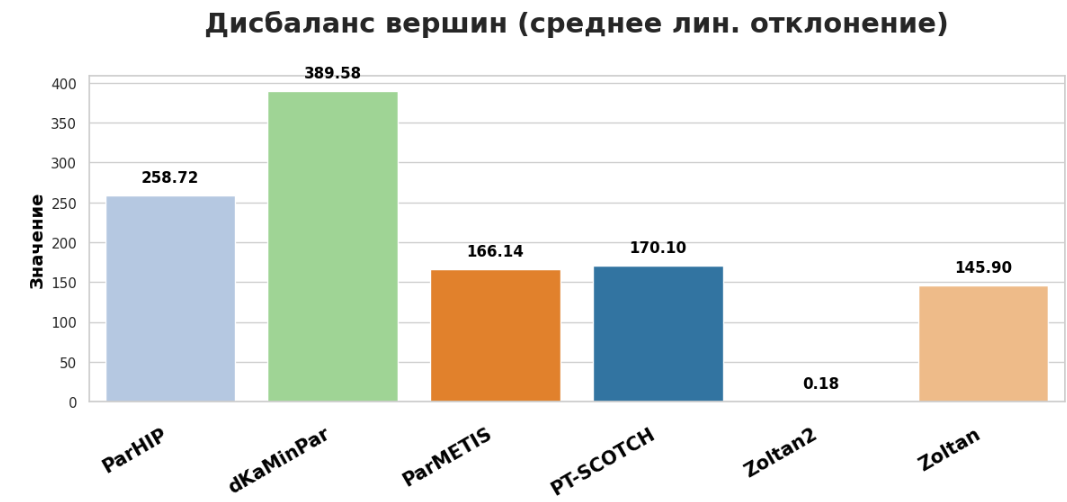 Дисбаланс вершин (среднее лин. отклонение)
Значение
400
350
300
250
200
150
100
50
0
258.72
389.58
166.14
170.10
0.18
145.90
ParHIP
dKaMinPar
ParMETIS
PT-SCOTCH
Zoltan2
Zoltan